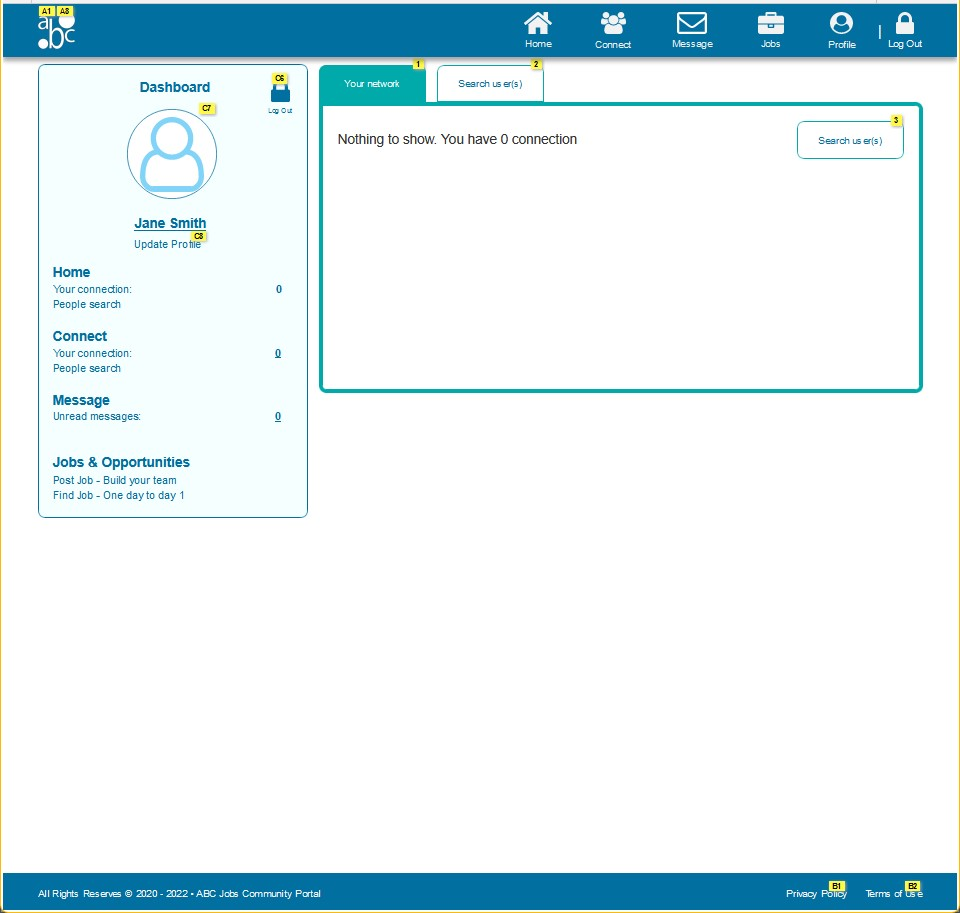 A1 A8
abc
Home
Connect
Message
Jobs
Profile
|
Log Out
Dashboard
C6
Log Out
C7
Jane Smith
C8
Update Profile
Home
Your connection: 0
People search
Connect
Your connection: 0
People search
Message
Unread messages: 0
Jobs & Opportunities
Post Job - Build your team
Find Job - One day to day 1
1
Your network
2
Search user(s)
Nothing to show. You have 0 connection
3
Search user(s)
All Rights Reserves © 2020 - 2022 • ABC Jobs Community Portal
B1
Privacy Policy
B2
Terms of Use